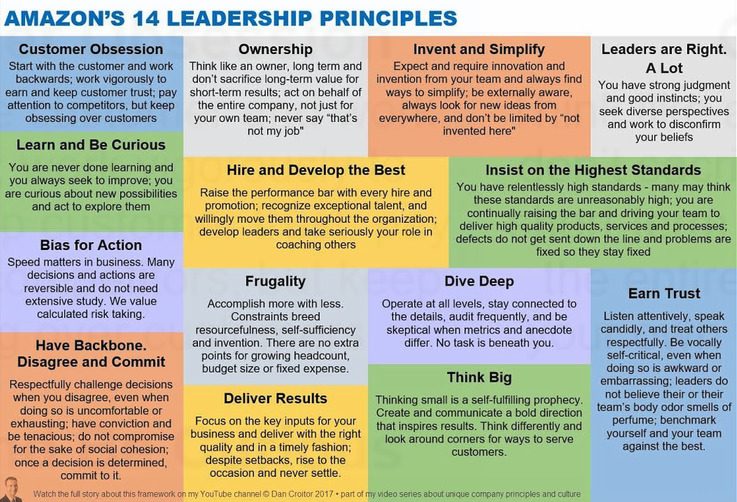 AMAZON'S 14 LEADERSHIP PRINCIPLES
Customer Obsession
Start with the customer and work
backwards; work vigorously to
earn and keep customer trust; pay
attention to competitors, but keep
obsessing over customers
Ownership
Think like an owner, long term and
don't sacrifice long-term value for
short-term results; act on behalf of
the entire company, not just for
your own team; never say "that's
not my job"
Invent and Simplify
Expect and require innovation and
invention from your team and always find
ways to simplify; be externally aware,
always look for new ideas from
everywhere, and don't be limited by "not
invented here"
Leaders are Right.
A Lot
You have strong judgment
and good instincts; you
seek diverse perspectives
and work to disconfirm
your beliefs
Learn and Be Curious
You are never done learning and
you always seek to improve; you
are curious about new possibilities
and act to explore them
Hire and Develop the Best
Raise the performance bar with every hire and
promotion; recognize exceptional talent, and
willingly move them throughout the organization;
develop leaders and take seriously your role in
coaching others
Insist on the Highest Standards
You have relentlessly high standards - many may think
these standards are unreasonably high; you are
continually raising the bar and driving your team to
deliver high quality products, services and processes;
defects do not get sent down the line and problems are
fixed so they stay fixed
Bias for Action
Speed matters in business. Many
decisions and actions are
reversible and do not need
extensive study. We value
calculated risk taking.
Frugality
Accomplish more with less.
Constraints breed
resourcefulness, self-sufficiency
and invention. There are no extra
points for growing headcount,
budget size or fixed expense.
Dive Deep
Operate at all levels, stay connected to
the details, audit frequently, and be
skeptical when metrics and anecdote
differ. No task is beneath you.
Earn Trust
Listen attentively, speak
candidly, and treat others
respectfully. Be vocally
self-critical, even when
doing so is awkward or
embarrassing; leaders do
not believe their or their
team's body odor smells of
perfume; benchmark
yourself and your team
against the best.
Have Backbone.
Disagree and Commit
Respectfully challenge decisions
when you disagree, even when
doing so is uncomfortable or
exhausting; have conviction and
be tenacious; do not compromise
for the sake of social cohesion;
once a decision is determined,
commit to it.
Deliver Results
Focus on the key inputs for your
business and deliver with the right
quality and in a timely fashion;
despite setbacks, rise to the
occasion and never settle.
Think Big
Thinking small is a self-fulfilling prophecy.
Create and communicate a bold direction
that inspires results. Think differently and
look around corners for ways to serve
customers.
Watch the full story about this framework on my YouTube channel © Dan Croitor 2017 • part of my video series about unique company principles and culture